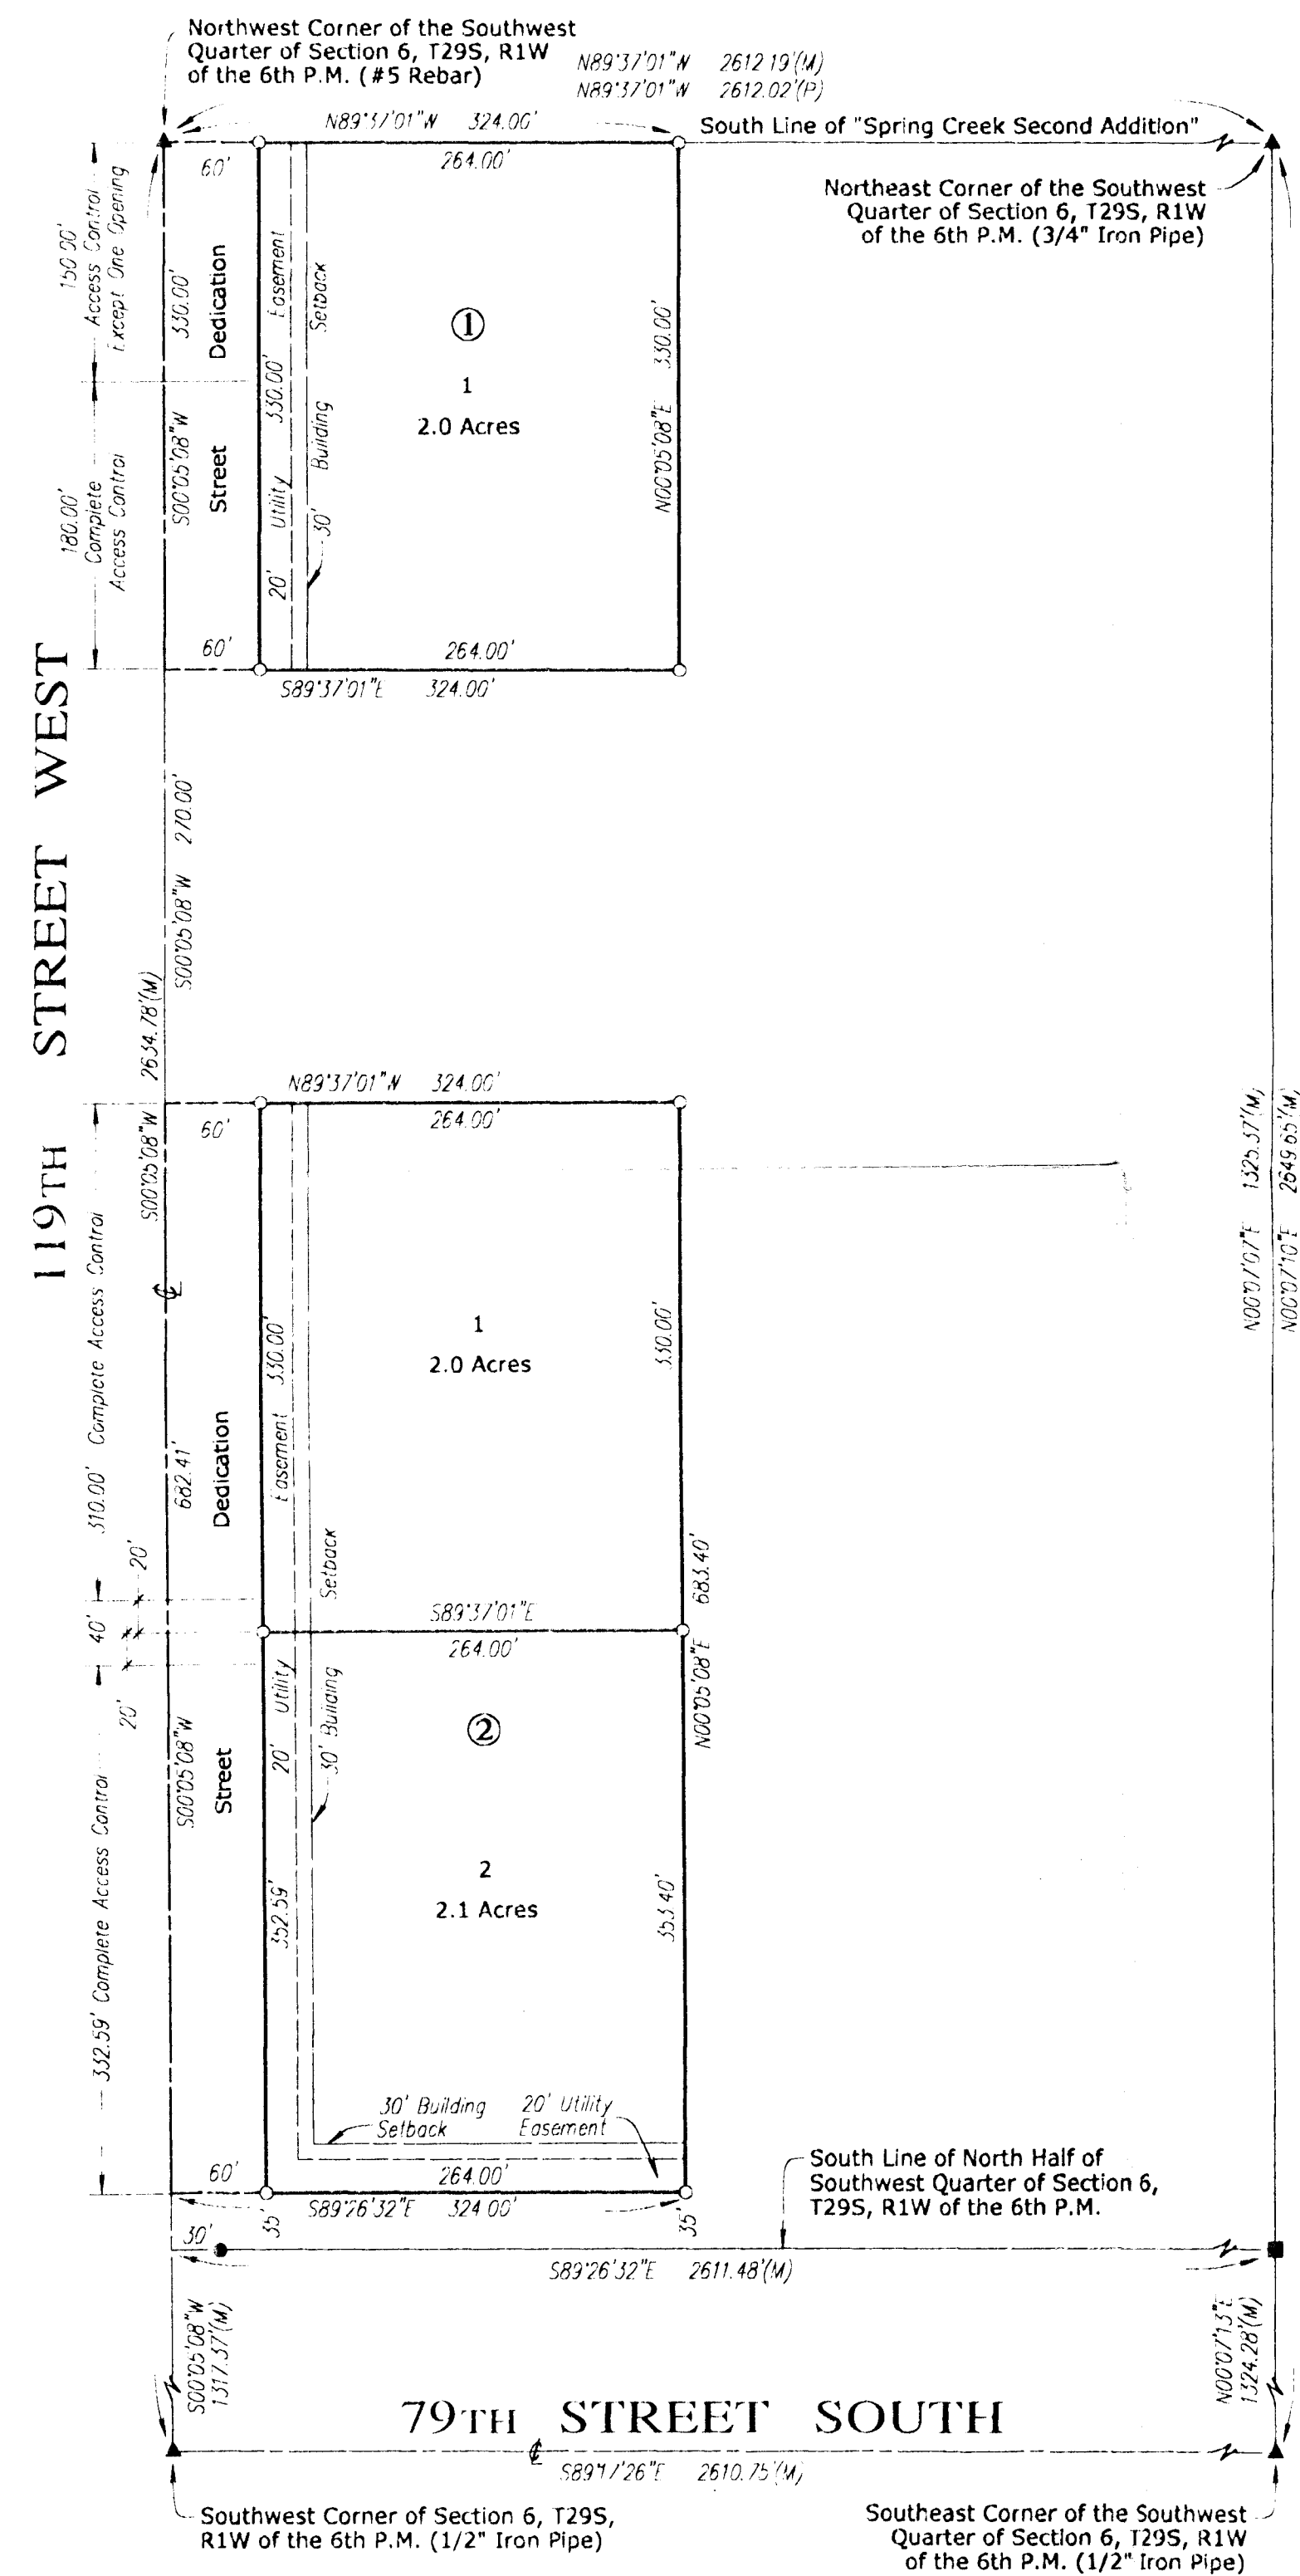 Northwest Corner of the Southwest
Quarter of Section 6, T29S, R1W
of the 6th P.M. (#5 Rebar)
N89°37'01"W 2612.19'(M)
N89°37'01"W 2612.02'(P)
N89°37'01"W 324.00'
South Line of "Spring Creek Second Addition"
60'
264.00'
Northeast Corner of the Southwest
Quarter of Section 6, T29S, R1W
of the 6th P.M. (3/4" Iron Pipe)
150.00'
Access Control
Except One Opening
180.00'
Complete
Access Control
S00°05'08"W 330.00'
Street Dedication
20' Utility Easement
330.00'
30' Building Setback
1
1
2.0 Acres
N00°05'08"E 330.00'
60'
264.00'
S89°37'01"E 324.00'
119TH STREET WEST
S00°05'08"W 270.00'
S00°05'08"W 2634.78'(M)
N89°37'01"W 324.00'
60'
264.00'
N00°07'07"E 1325.37'(M)
N00°07'10"E 2649.65'(M)
310.00' Complete Access Control
℄
S00°05'08"W 682.41'
Street Dedication
20' Utility Easement
330.00'
30' Building Setback
1
2.0 Acres
330.00'
N00°05'08"E 683.40'
20'
40'
20'
S89°37'01"E
264.00'
2
332.59' Complete Access Control
352.59'
2
2.1 Acres
353.40'
30' Building
Setback
20' Utility
Easement
60'
264.00'
S89°26'32"E 324.00'
35'
35'
South Line of North Half of
Southwest Quarter of Section 6,
T29S, R1W of the 6th P.M.
30'
S89°26'32"E 2611.48'(M)
S00°05'08"W
1317.37'(M)
N00°07'13"E
1324.28'(M)
79TH STREET SOUTH
℄
2610.75'(M)
Southwest Corner of Section 6, T29S,
R1W of the 6th P.M. (1/2" Iron Pipe)
Southeast Corner of the Southwest
Quarter of Section 6, T29S, R1W
of the 6th P.M. (1/2" Iron Pipe)